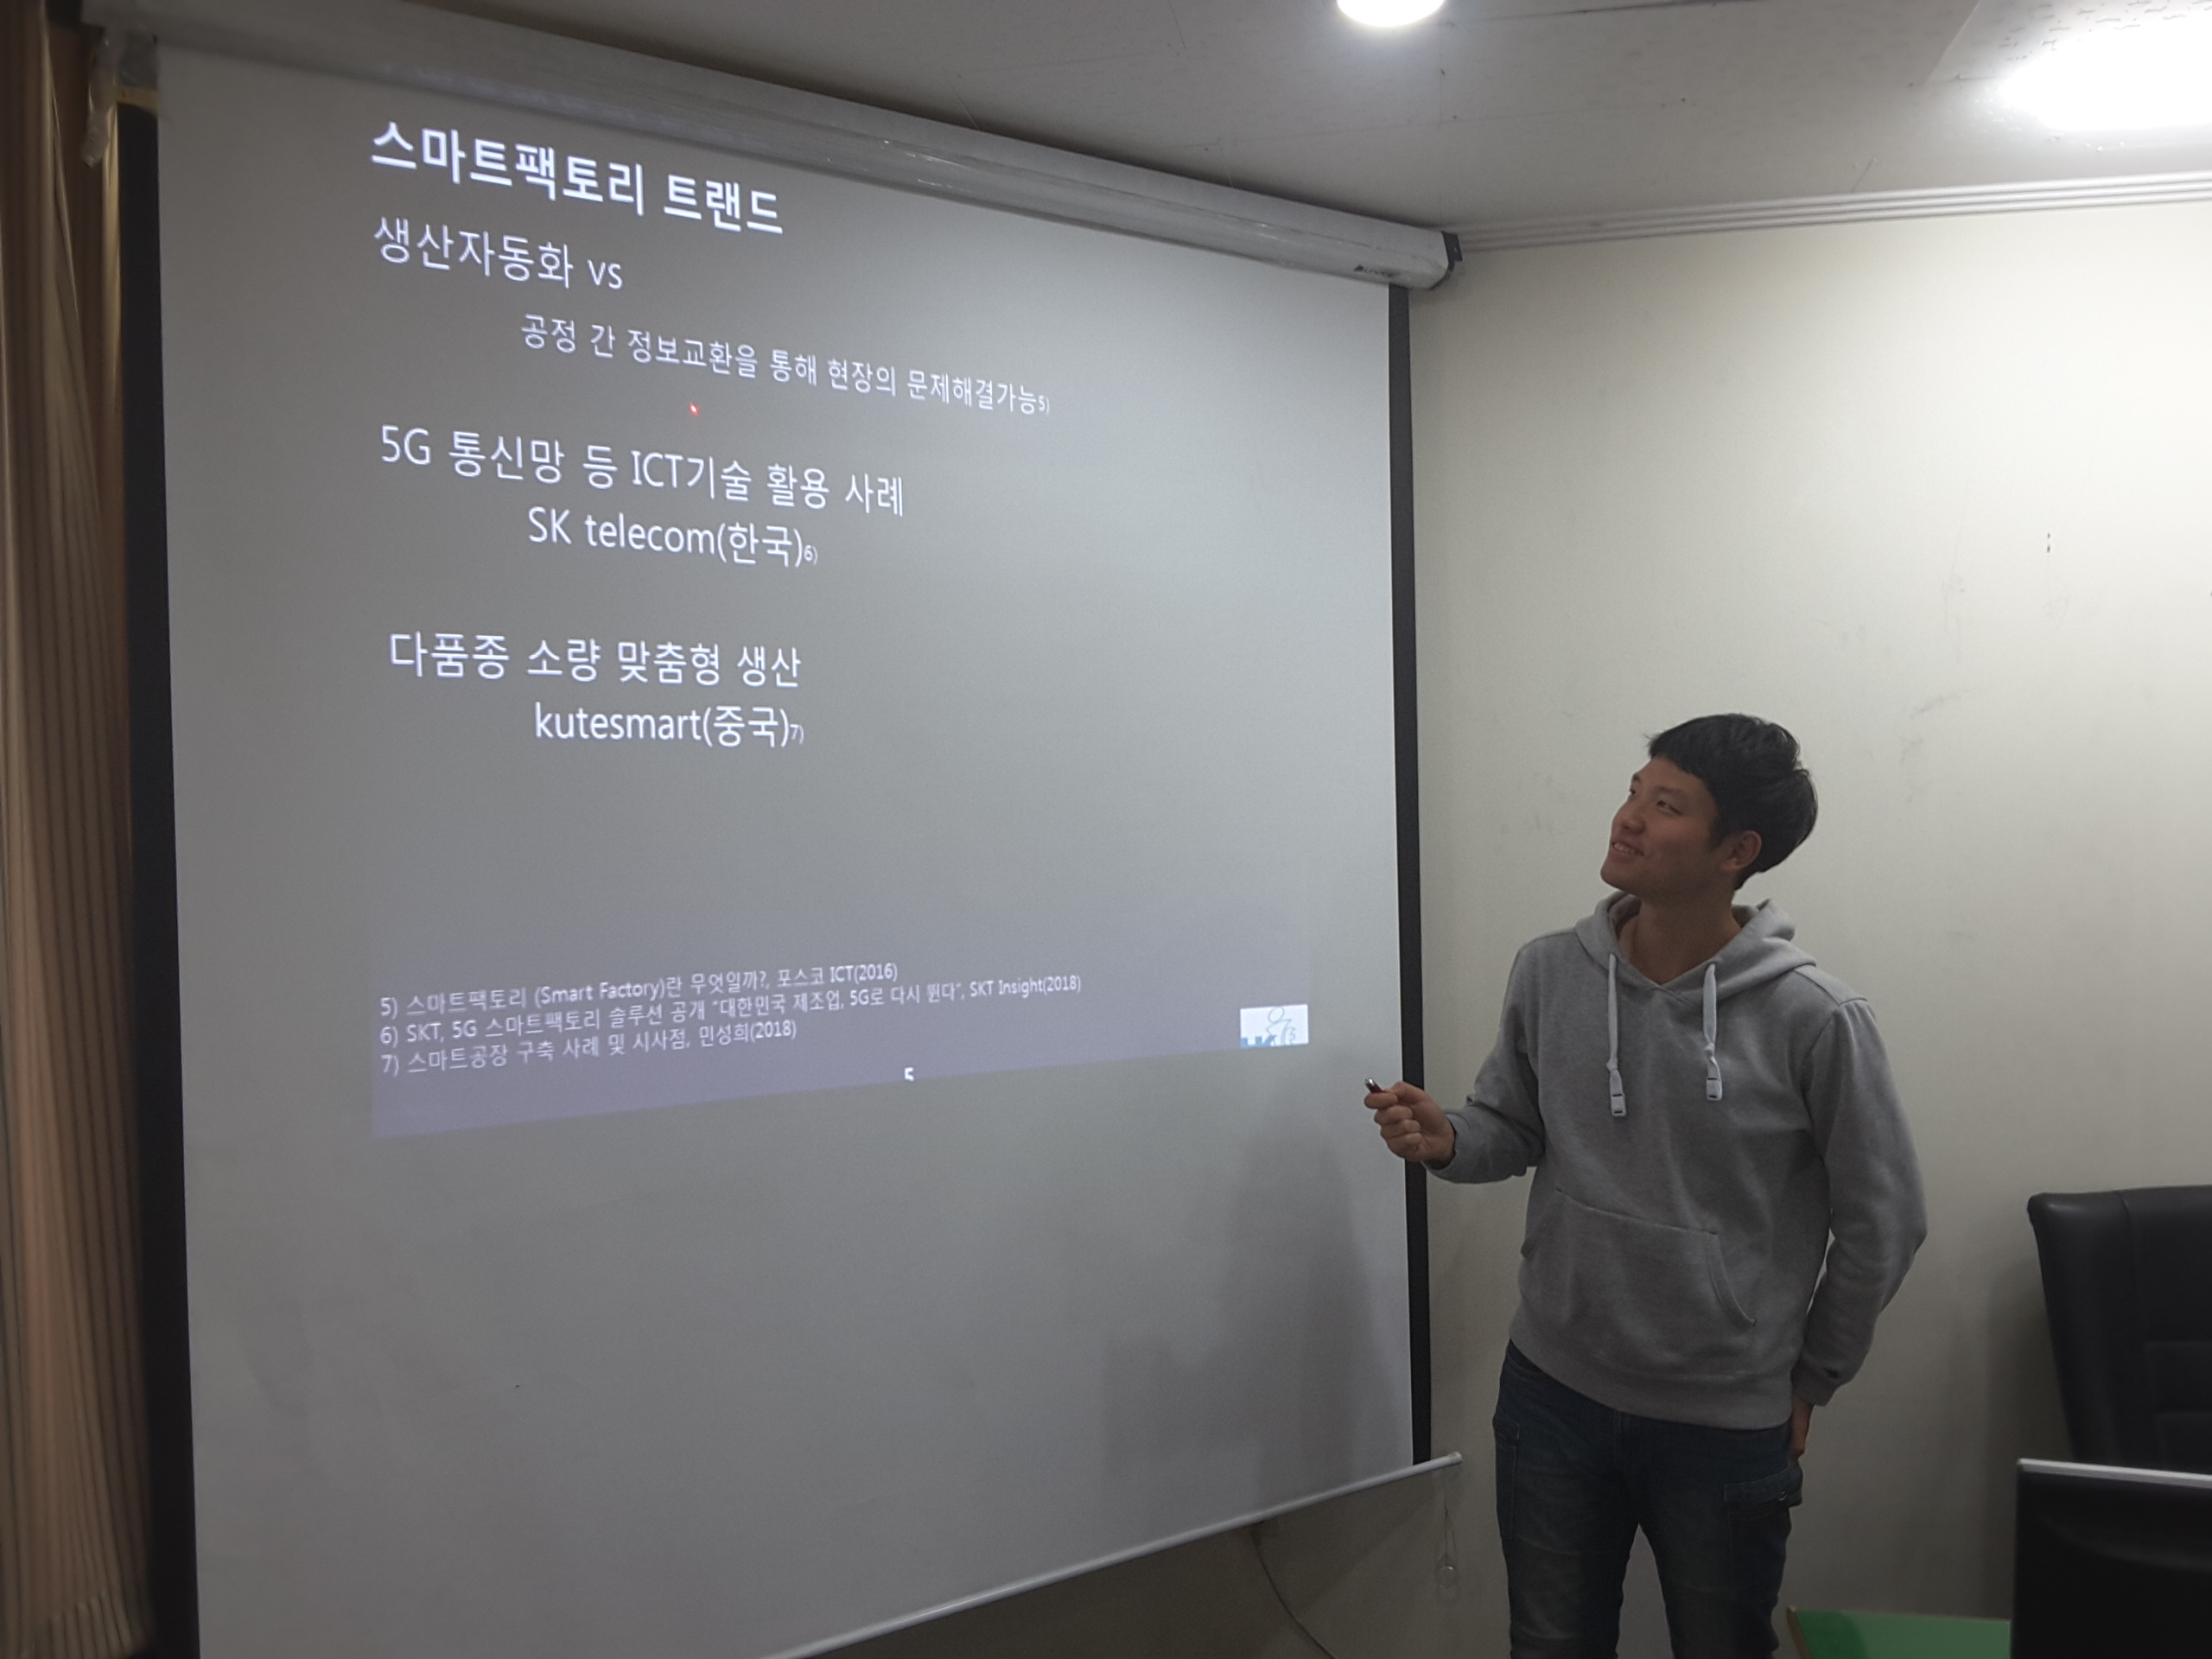 스마트팩토리 트랜드
생산자동화 vs
공정 간 정보교환을 통해 현장의 문제해결가능5)
5G 통신망 등 ICT기술 활용 사례
SK telecom(한국)6)
다품종 소량 맞춤형 생산
kutesmart(중국)7)
5) 스마트팩토리 (Smart Factory)란 무엇일까?, 포스코 ICT(2016)
6) SKT, 5G 스마트팩토리 솔루션 공개 "대한민국 제조업, 5G로 다시 뛴다", SKT Insight(2018)
7) 스마트공장 구축 사례 및 시사점, 민성희(2018)
5